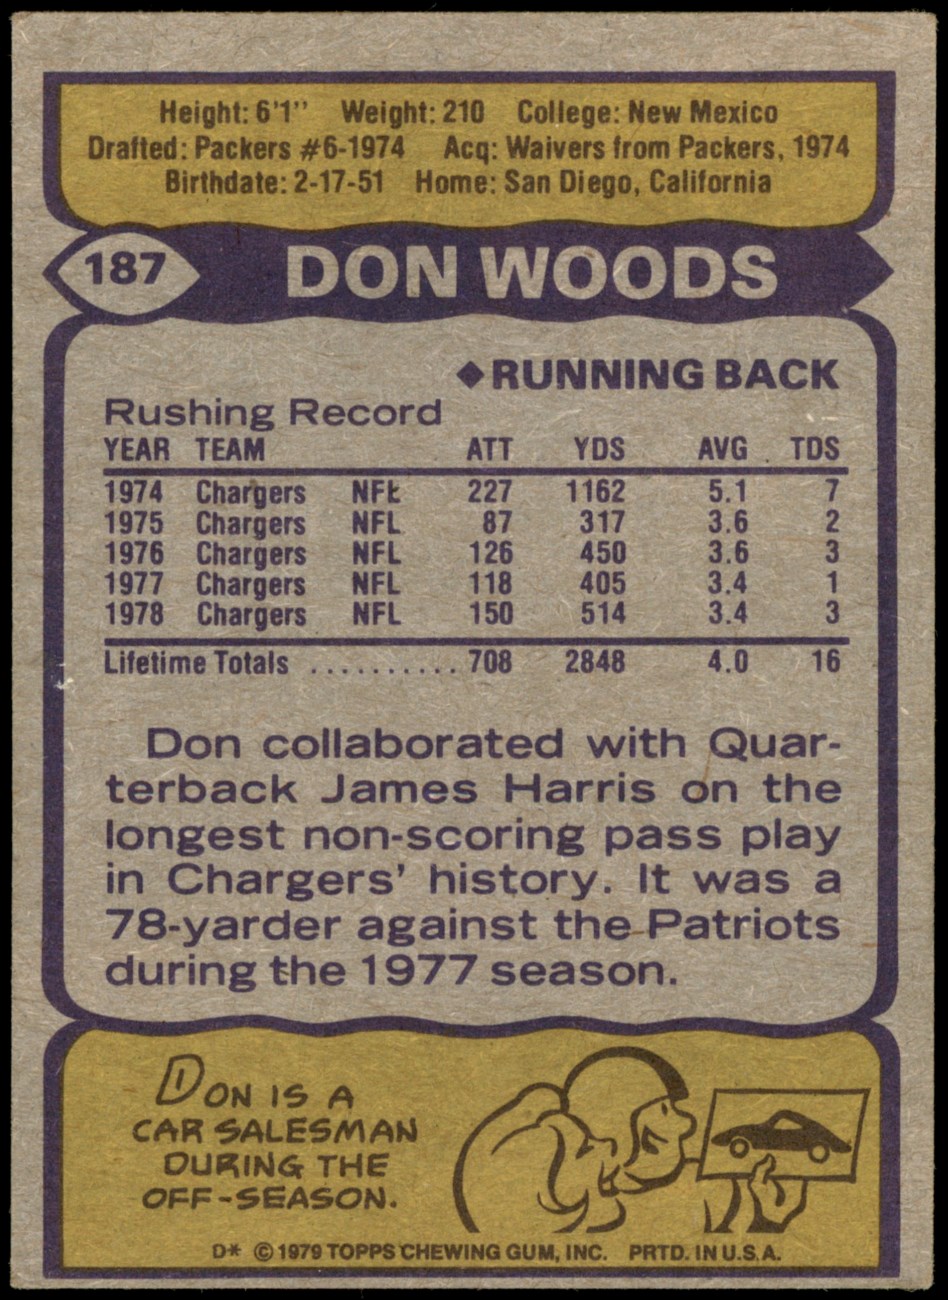 Height: 6'1" Weight: 210 College: New Mexico
Drafted: Packers #6-1974 Acq: Waivers from Packers, 1974
Birthdate: 2-17-51 Home: San Diego, California
187 DON WOODS
◆RUNNING BACK
Rushing Record
YEAR TEAM ATT YDS AVG TDS
1974 Chargers NFL 227 1162 5.1 7
1975 Chargers NFL 87 317 3.6 2
1976 Chargers NFL 126 450 3.6 3
1977 Chargers NFL 118 405 3.4 1
1978 Chargers NFL 150 514 3.4 3
Lifetime Totals .......... 708 2848 4.0 16
Don collaborated with Quar-
terback James Harris on the
longest non-scoring pass play
in Chargers' history. It was a
78-yarder against the Patriots
during the 1977 season.
DON IS A
CAR SALESMAN
DURING THE
OFF-SEASON.
D* © 1979 TOPPS CHEWING GUM, INC. PRTD. IN U.S.A.